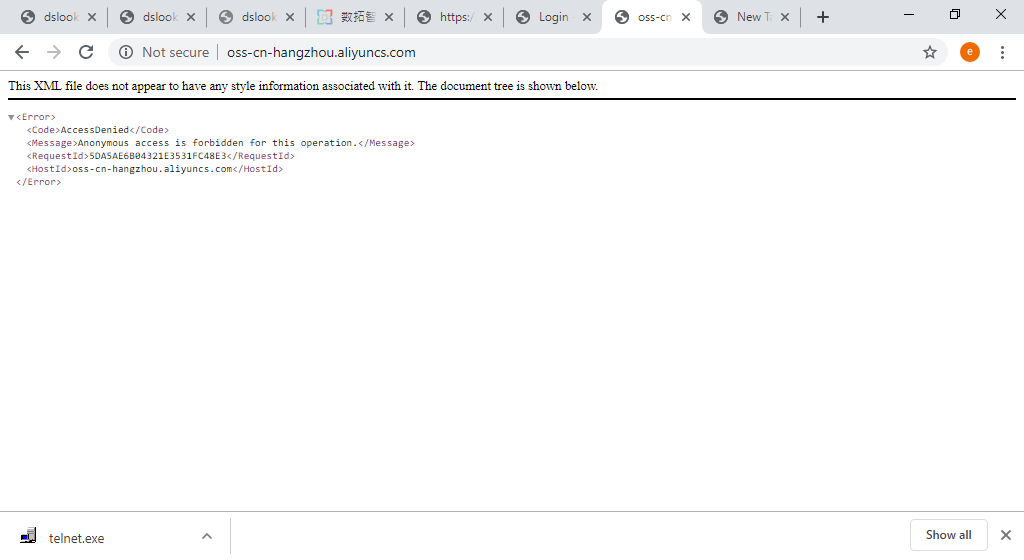 dslook
dslook
dslook
数拓智
https:/
Login
oss-cn
New Ta
Not secure
oss-cn-hangzhou.aliyuncs.com
e
This XML file does not appear to have any style information associated with it. The document tree is shown below.
▼<Error>
<Code>AccessDenied</Code>
<Message>Anonymous access is forbidden for this operation.</Message>
<RequestId>5DA5AE6B04321E3531FC48E3</RequestId>
<HostId>oss-cn-hangzhou.aliyuncs.com</HostId>
</Error>
telnet.exe
Show all